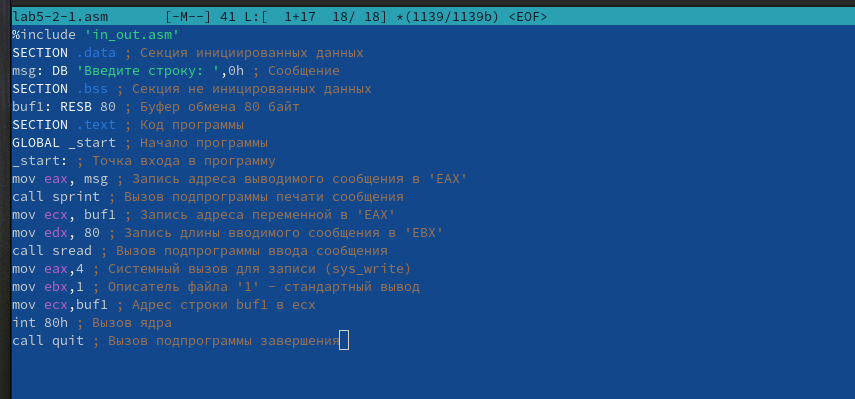 lab5-2-1.asm [-M--] 41 L:[ 1+17 18/ 18] *(1139/1139b) <EOF>
%include 'in_out.asm'
SECTION .data ; Секция инициированных данных
msg: DB 'Введите строку: ',0h ; Сообщение
SECTION .bss ; Секция не иницированных данных
buf1: RESB 80 ; Буфер обмена 80 байт
SECTION .text ; Код программы
GLOBAL _start ; Начало программы
_start: ; Точка входа в программу
mov eax, msg ; Запись адреса выводимого сообщения в 'EAX'
call sprint ; Вызов подпрограммы печати сообщения
mov ecx, buf1 ; Запись адреса переменной в 'EAX'
mov edx, 80 ; Запись длины вводимого сообщения в 'EBX'
call sread ; Вызов подпрограммы ввода сообщения
mov eax,4 ; Системный вызов для записи (sys_write)
mov ebx,1 ; Описатель файла '1' - стандартный вывод
mov ecx,buf1 ; Адрес строки buf1 в ecx
int 80h ; Вызов ядра
call quit ; Вызов подпрограммы завершения